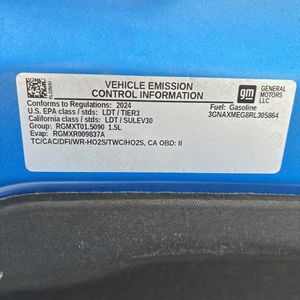 VEHICLE EMISSION
CONTROL INFORMATION
gm
GENERAL
MOTORS
LLC
Conforms to Regulations: 2024
Fuel: Gasoline
U.S. EPA class / stds: LDT / TIER3
3GNAXMEG8RL305864
California class / stds: LDT / SULEV30
Group: RGMXT01.5090 1.5L
Evap: RGMXR009837A
TC/CAC/DFI/WR-HO2S/TWC/HO2S, CA OBD: II